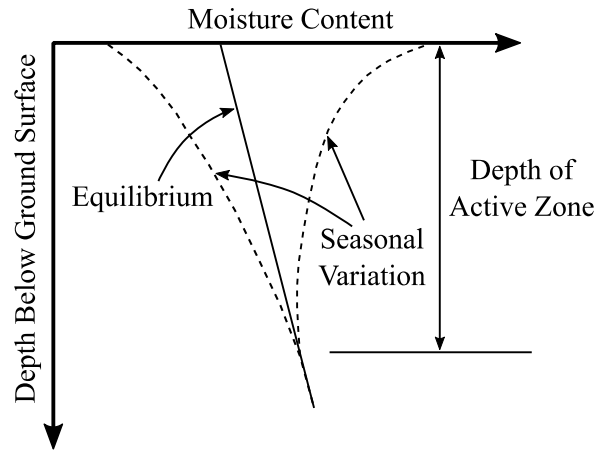 Moisture Content
Depth Below Ground Surface
Equilibrium
Seasonal
Variation
Depth of
Active Zone